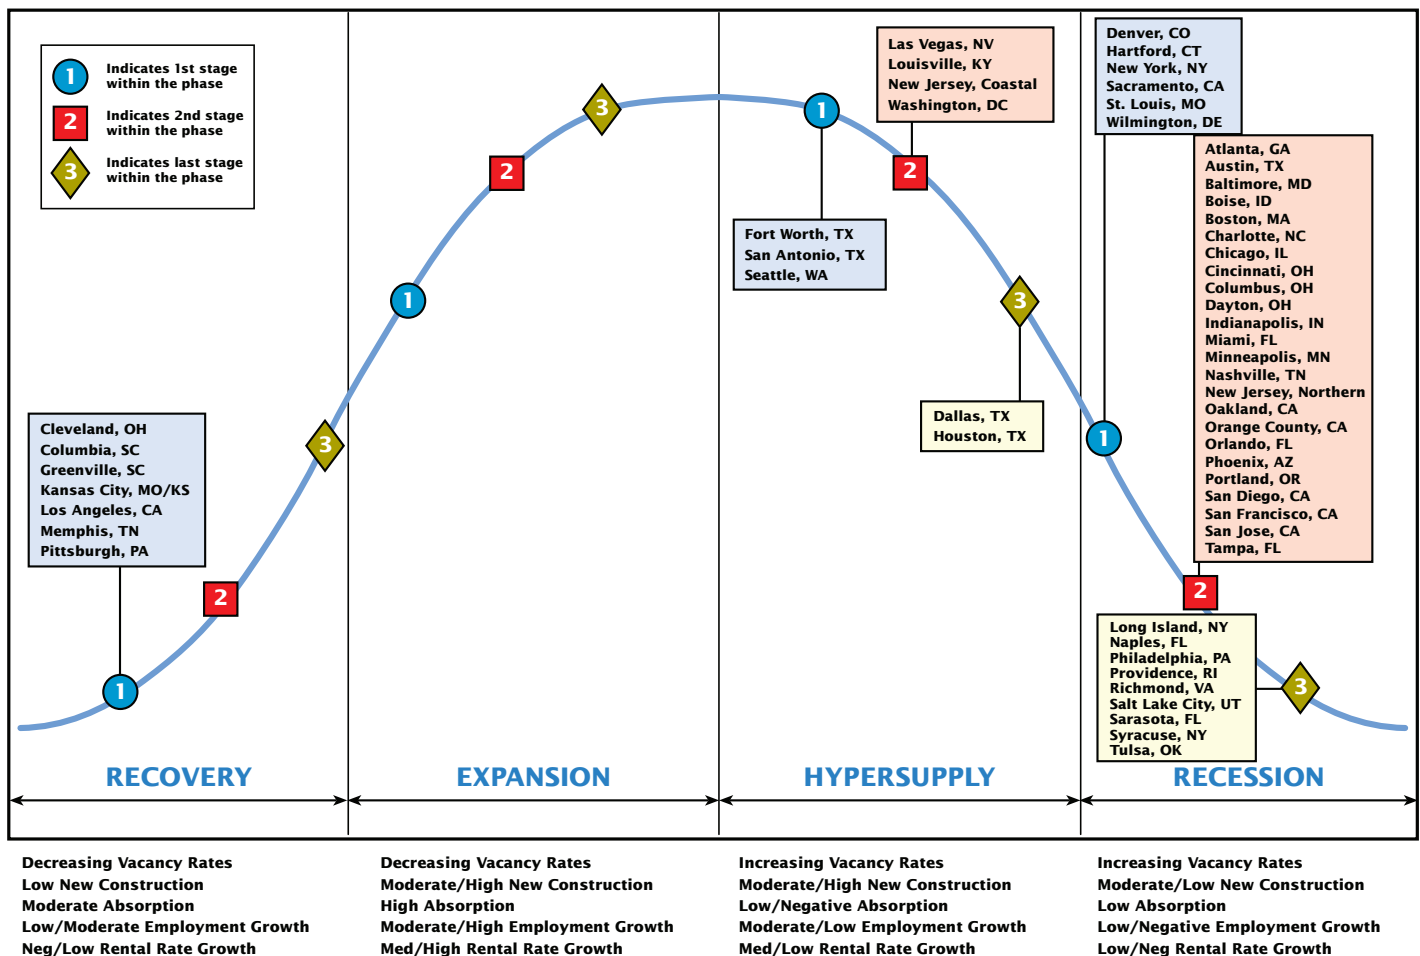 1
Indicates 1st stage
within the phase
2
Indicates 2nd stage
within the phase
3
Indicates last stage
within the phase
Cleveland, OH
Columbia, SC
Greenville, SC
Kansas City, MO/KS
Los Angeles, CA
Memphis, TN
Pittsburgh, PA
1
2
3
1
2
3
1
Fort Worth, TX
San Antonio, TX
Seattle, WA
Las Vegas, NV
Louisville, KY
New Jersey, Coastal
Washington, DC
2
3
Dallas, TX
Houston, TX
Denver, CO
Hartford, CT
New York, NY
Sacramento, CA
St. Louis, MO
Wilmington, DE
1
Atlanta, GA
Austin, TX
Baltimore, MD
Boise, ID
Boston, MA
Charlotte, NC
Chicago, IL
Cincinnati, OH
Columbus, OH
Dayton, OH
Indianapolis, IN
Miami, FL
Minneapolis, MN
Nashville, TN
New Jersey, Northern
Oakland, CA
Orange County, CA
Orlando, FL
Phoenix, AZ
Portland, OR
San Diego, CA
San Francisco, CA
San Jose, CA
Tampa, FL
2
Long Island, NY
Naples, FL
Philadelphia, PA
Providence, RI
Richmond, VA
Salt Lake City, UT
Sarasota, FL
Syracuse, NY
Tulsa, OK
3
RECOVERY
EXPANSION
HYPERSUPPLY
RECESSION
Decreasing Vacancy Rates
Low New Construction
Moderate Absorption
Low/Moderate Employment Growth
Neg/Low Rental Rate Growth
Decreasing Vacancy Rates
Moderate/High New Construction
High Absorption
Moderate/High Employment Growth
Med/High Rental Rate Growth
Increasing Vacancy Rates
Moderate/High New Construction
Low/Negative Absorption
Moderate/Low Employment Growth
Med/Low Rental Rate Growth
Increasing Vacancy Rates
Moderate/Low New Construction
Low Absorption
Low/Negative Employment Growth
Low/Neg Rental Rate Growth